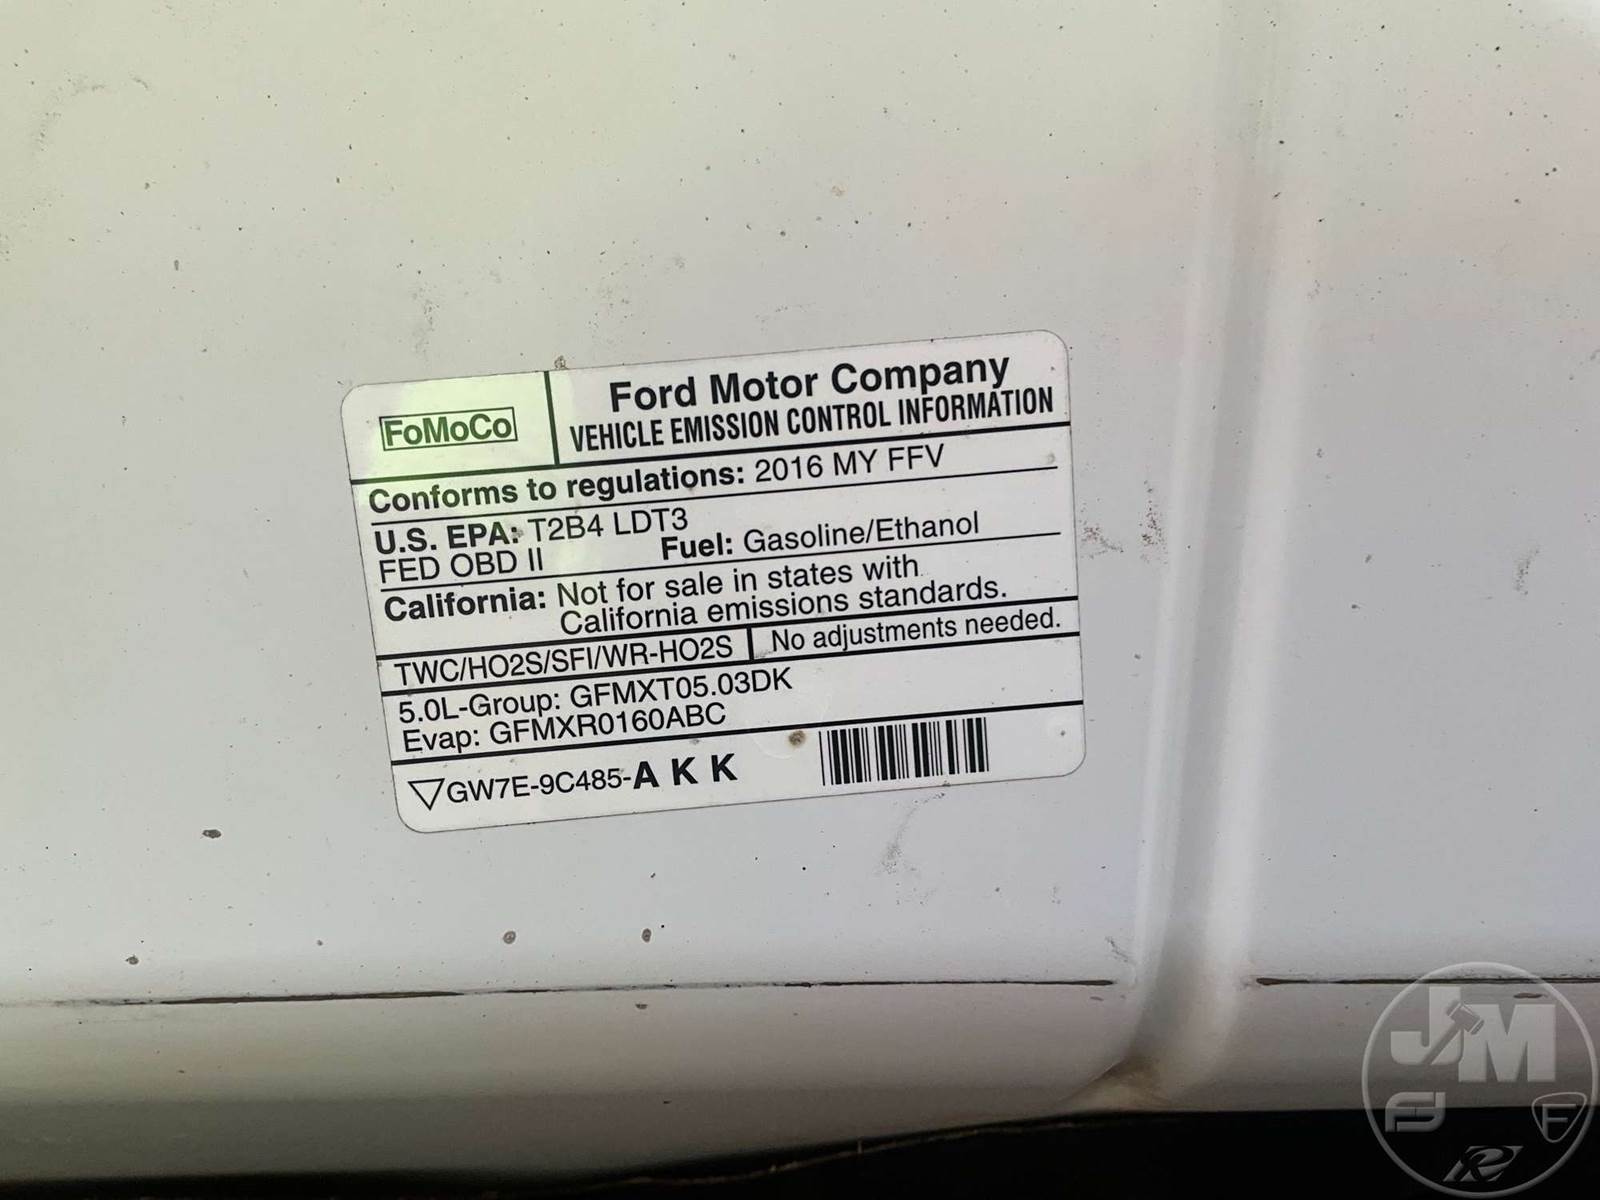 FoMoCo
Ford Motor Company
VEHICLE EMISSION CONTROL INFORMATION
Conforms to regulations: 2016 MY FFV
U.S. EPA: T2B4 LDT3
FED OBD II Fuel: Gasoline/Ethanol
California: Not for sale in states with
California emissions standards.
TWC/HO2S/SFI/WR-HO2S No adjustments needed.
5.0L-Group: GFMXT05.03DK
Evap: GFMXR0160ABC
GW7E-9C485-A K K
JM
F